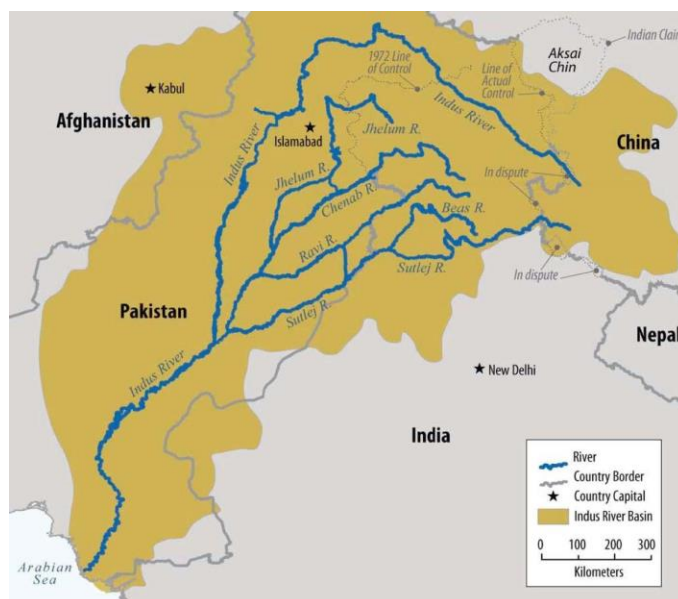 Aksai
Chin
Indian Claim
1972 Line
of Control
Line of
Actual
Control
Kabul
Afghanistan
Islamabad
Indus River
Indus River
Jhelum R.
Jhelum R.
China
Chenab R.
In dispute
Beas R.
Ravi R.
Sutlej R.
In dispute
Pakistan
Sutlej R.
Nepal
New Delhi
Indus River
India
River
Country Border
Country Capital
Indus River Basin
0 100 200 300
Kilometers
Arabian
Sea